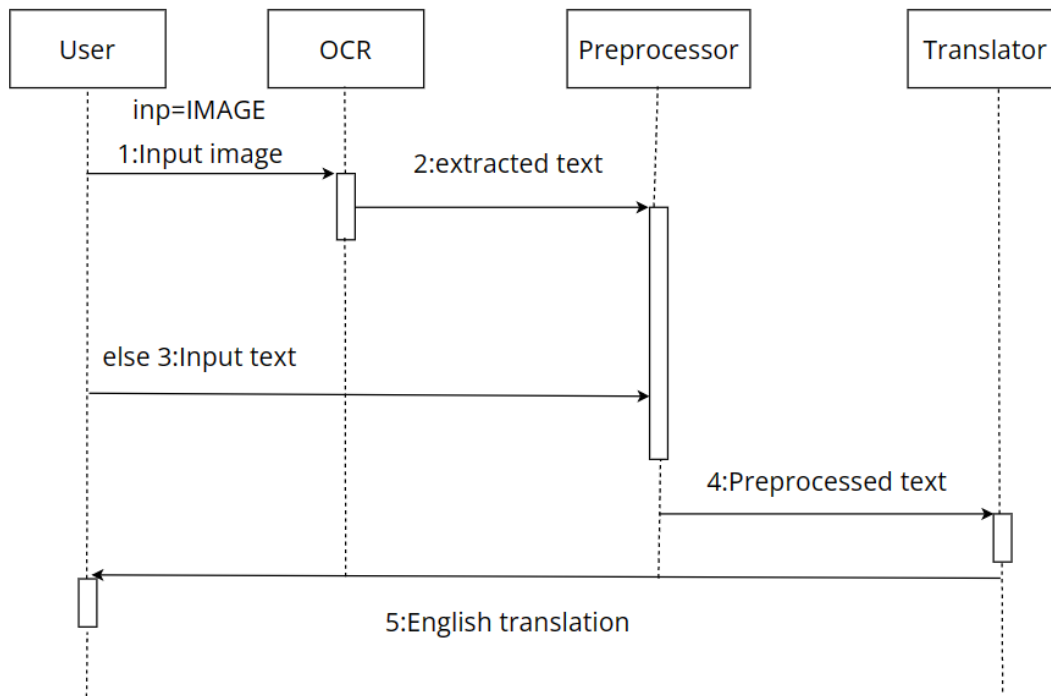 User
OCR
Preprocessor
Translator
inp=IMAGE
1:Input image
2:extracted text
else 3:Input text
4:Preprocessed text
5:English translation